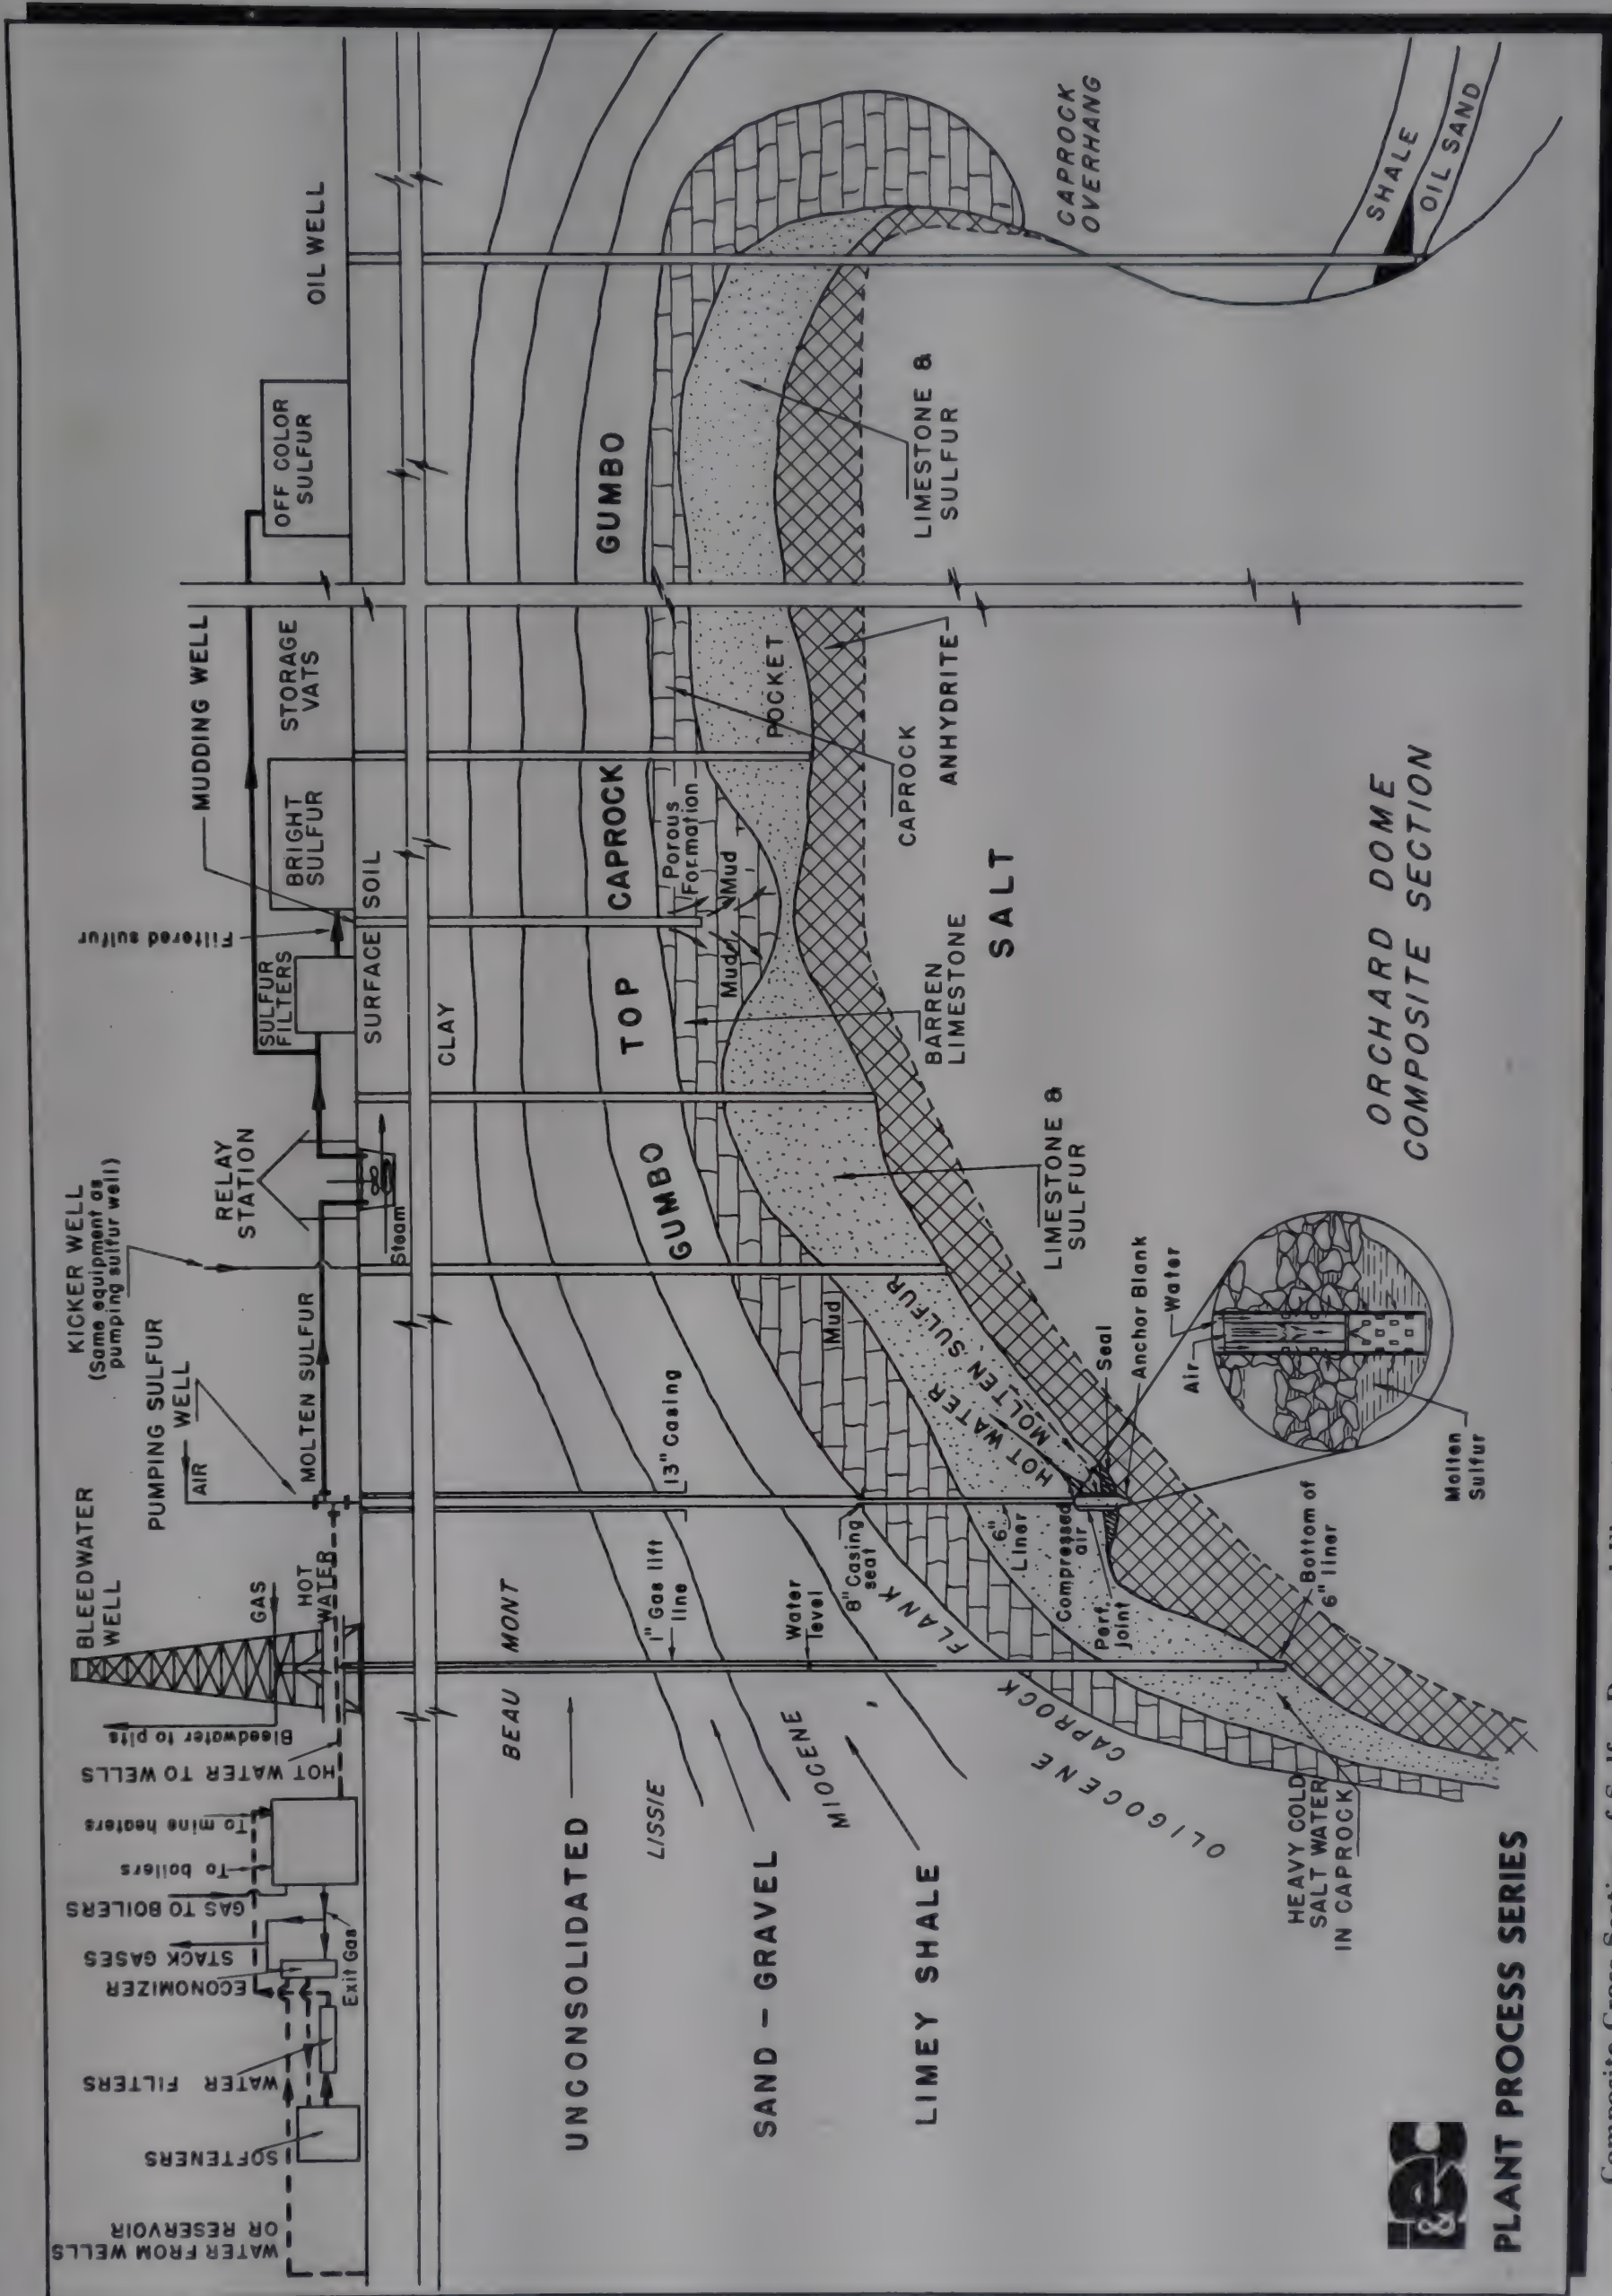 WATER FROM WELLS
OR RESERVOIR
SOFTENERS
WATER FILTERS
ECONOMIZER
Exit Gas
STACK GASES
GAS TO BOILERS
To boilers
To mine heaters
HOT WATER TO WELLS
Bleedwater to pits
BLEEDWATER
WELL
GAS
HOT
WATER
PUMPING SULFUR
WELL
AIR
KICKER WELL
(Same equipment as
pumping sulfur well)
MOLTEN SULFUR
RELAY
STATION
Steam
SULFUR
FILTERS
Filtered sulfur
MUDDING WELL
BRIGHT
SULFUR
STORAGE
VATS
OFF COLOR
SULFUR
OIL WELL
SURFACE SOIL
CLAY
BEAUMONT
UNCONSOLIDATED
LISSIE
SAND - GRAVEL
MIOCENE
LIMEY SHALE
OLIGOCENE
1" Gas lift
line
Water
level
13" Casing
8" Casing
seat
GUMBO
TOP CAPROCK
GUMBO
FLANK
CAPROCK
Mud
Mud
Mud
Porous
Formation
POCKET
6"
Liner
Compressed
air
Perf.
joint
HOT WATER
MOLTEN SULFUR
Seal
Anchor Blank
Water
Air
Molten
Sulfur
Bottom of
6" liner
HEAVY COLD
SALT WATER
IN CAPROCK
LIMESTONE &
SULFUR
BARREN
LIMESTONE
SALT
CAPROCK
ANHYDRITE
LIMESTONE &
SULFUR
CAPROCK
OVERHANG
SHALE
OIL SAND
ORCHARD DOME
COMPOSITE SECTION
I&EC
PLANT PROCESS SERIES